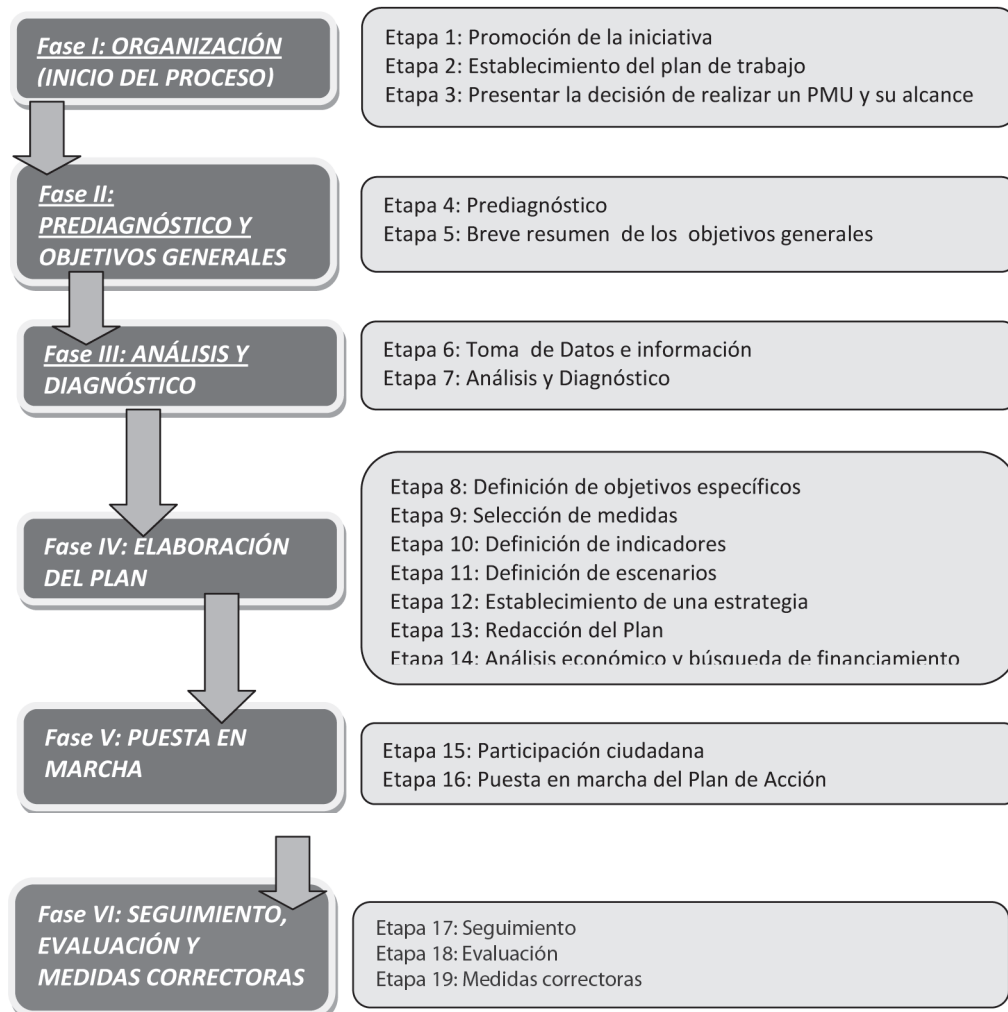 Fase I: ORGANIZACIÓN
(INICIO DEL PROCESO)
Etapa 1: Promoción de la iniciativa
Etapa 2: Establecimiento del plan de trabajo
Etapa 3: Presentar la decisión de realizar un PMU y su alcance
Fase II:
PREDIAGNÓSTICO Y
OBJETIVOS GENERALES
Etapa 4: Prediagnóstico
Etapa 5: Breve resumen de los objetivos generales
Fase III: ANÁLISIS Y
DIAGNÓSTICO
Etapa 6: Toma de Datos e información
Etapa 7: Análisis y Diagnóstico
Fase IV: ELABORACIÓN
DEL PLAN
Etapa 8: Definición de objetivos específicos
Etapa 9: Selección de medidas
Etapa 10: Definición de indicadores
Etapa 11: Definición de escenarios
Etapa 12: Establecimiento de una estrategia
Etapa 13: Redacción del Plan
Etapa 14: Análisis económico y búsqueda de financiamiento
Fase V: PUESTA EN
MARCHA
Etapa 15: Participación ciudadana
Etapa 16: Puesta en marcha del Plan de Acción
Fase VI: SEGUIMIENTO,
EVALUACIÓN Y
MEDIDAS CORRECTORAS
Etapa 17: Seguimiento
Etapa 18: Evaluación
Etapa 19: Medidas correctoras